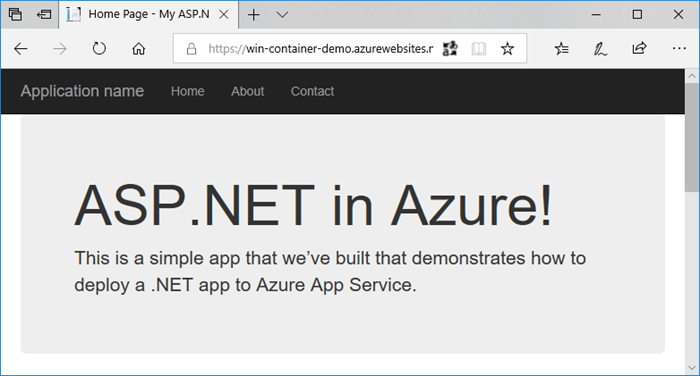 Home Page - My ASP.N
https://win-container-demo.azurewebsites.r
Application name Home About Contact
ASP.NET in Azure!
This is a simple app that we’ve built that demonstrates how to
deploy a .NET app to Azure App Service.